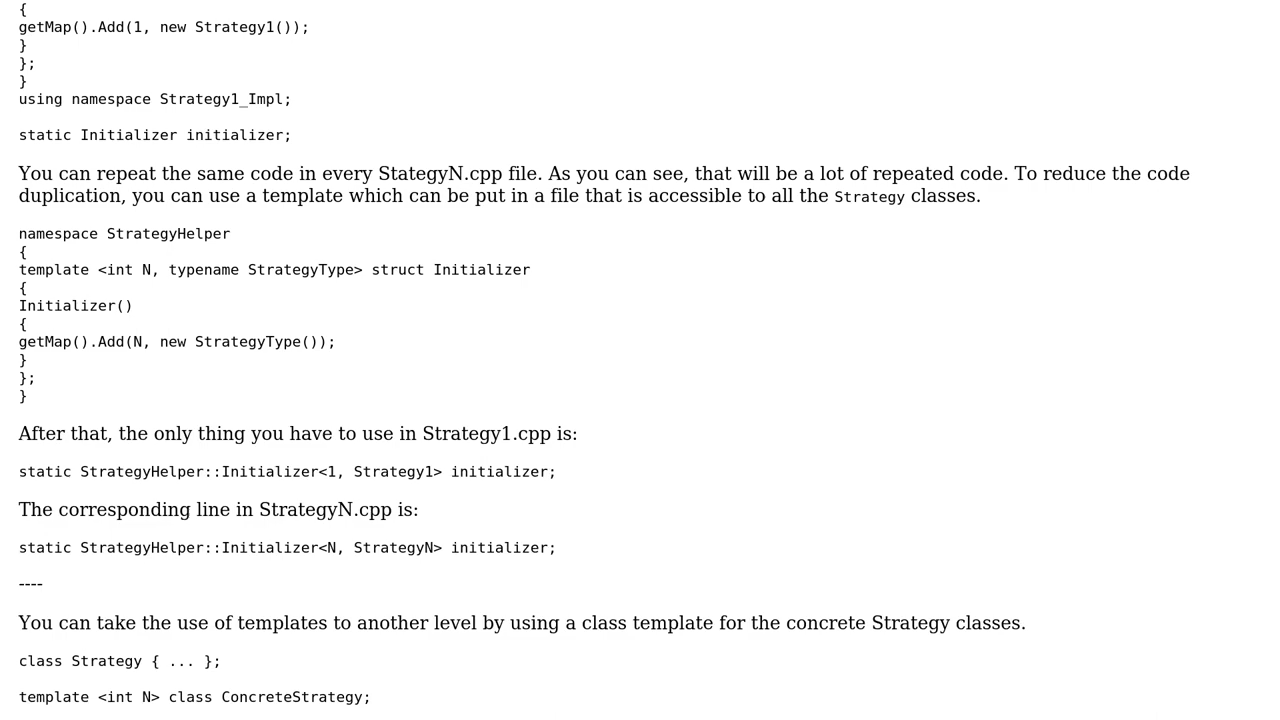 {
getMap().Add(1, new Strategy1());
}
};
}
using namespace Strategy1_Impl;
static Initializer initializer;
You can repeat the same code in every StategyN.cpp file. As you can see, that will be a lot of repeated code. To reduce the code
duplication, you can use a template which can be put in a file that is accessible to all the Strategy classes.
namespace StrategyHelper
{
template <int N, typename StrategyType> struct Initializer
{
Initializer()
{
getMap().Add(N, new StrategyType());
}
};
}
After that, the only thing you have to use in Strategy1.cpp is:
static StrategyHelper::Initializer<1, Strategy1> initializer;
The corresponding line in StrategyN.cpp is:
static StrategyHelper::Initializer<N, StrategyN> initializer;
----
You can take the use of templates to another level by using a class template for the concrete Strategy classes.
class Strategy { ... };
template <int N> class ConcreteStrategy;